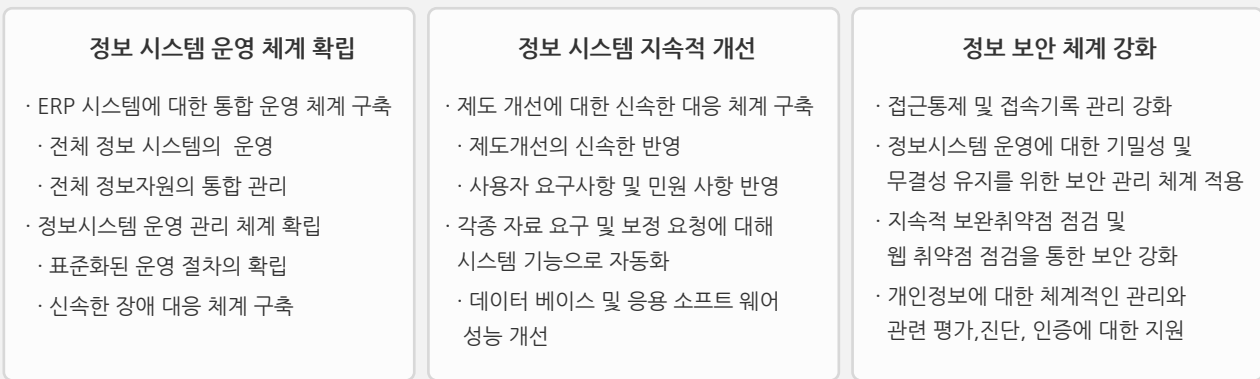 정보 시스템 운영 체계 확립
· ERP 시스템에 대한 통합 운영 체계 구축
· 전체 정보 시스템의 운영
· 전체 정보자원의 통합 관리
· 정보시스템 운영 관리 체계 확립
· 표준화된 운영 절차의 확립
· 신속한 장애 대응 체계 구축
정보 시스템 지속적 개선
· 제도 개선에 대한 신속한 대응 체계 구축
· 제도개선의 신속한 반영
· 사용자 요구사항 및 민원 사항 반영
· 각종 자료 요구 및 보정 요청에 대해
시스템 기능으로 자동화
· 데이터 베이스 및 응용 소프트 웨어
성능 개선
정보 보안 체계 강화
· 접근통제 및 접속기록 관리 강화
· 정보시스템 운영에 대한 기밀성 및
무결성 유지를 위한 보안 관리 체계 적용
· 지속적 보완취약점 점검 및
웹 취약점 점검을 통한 보안 강화
· 개인정보에 대한 체계적인 관리와
관련 평가,진단, 인증에 대한 지원